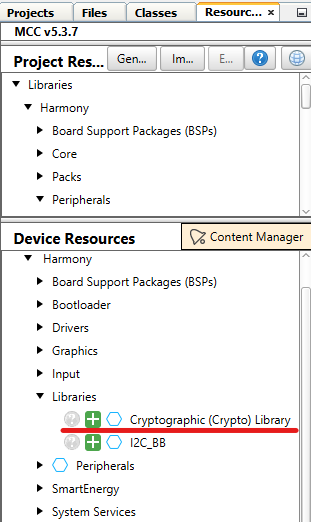 Projects Files Classes Resourc... ×
MCC v5.3.7
Project Res... Gen... Im... E... ?
Libraries
Harmony
Board Support Packages (BSPs)
Core
Packs
Peripherals
Device Resources Content Manager
Harmony
Board Support Packages (BSPs)
Bootloader
Drivers
Graphics
Input
Libraries
? + Cryptographic (Crypto) Library
? + I2C_BB
Peripherals
SmartEnergy
System Services